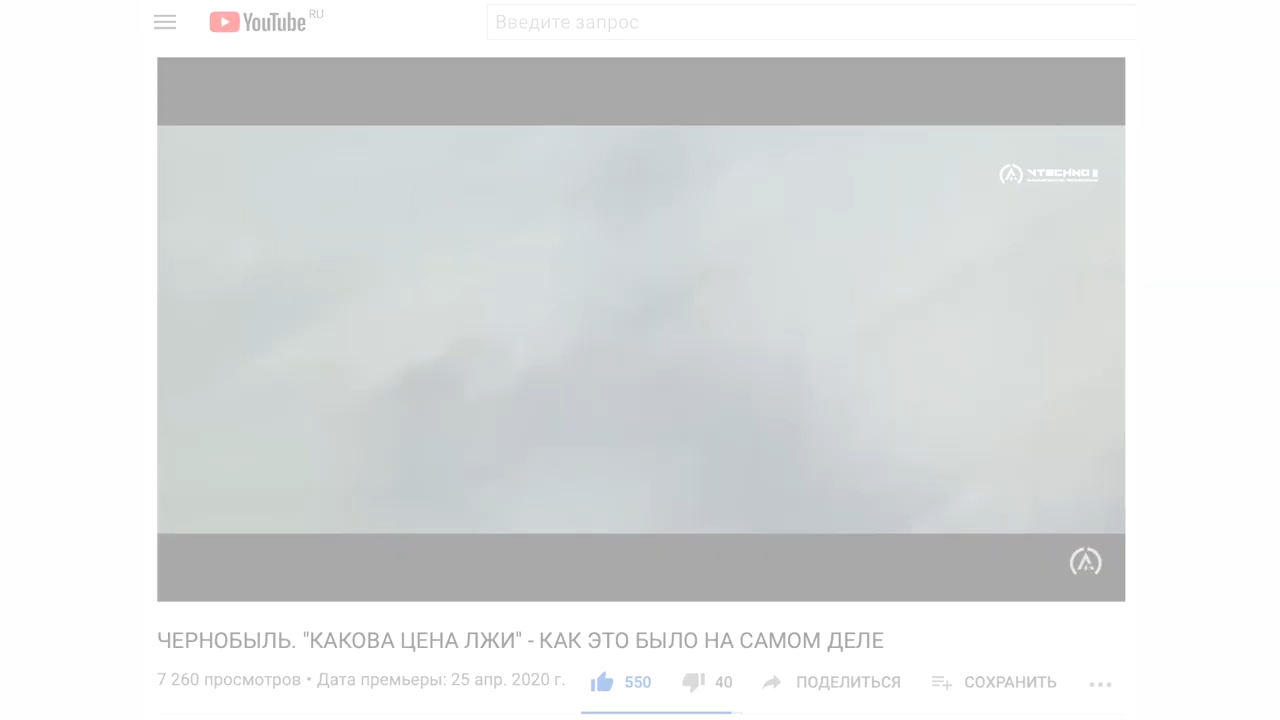 YouTube RU
Введите запрос
ЧЕРНОБЫЛЬ. "КАКОВА ЦЕНА ЛЖИ" - КАК ЭТО БЫЛО НА САМОМ ДЕЛЕ
7 260 просмотров • Дата премьеры: 25 апр. 2020 г. 550 40 ПОДЕЛИТЬСЯ СОХРАНИТЬ